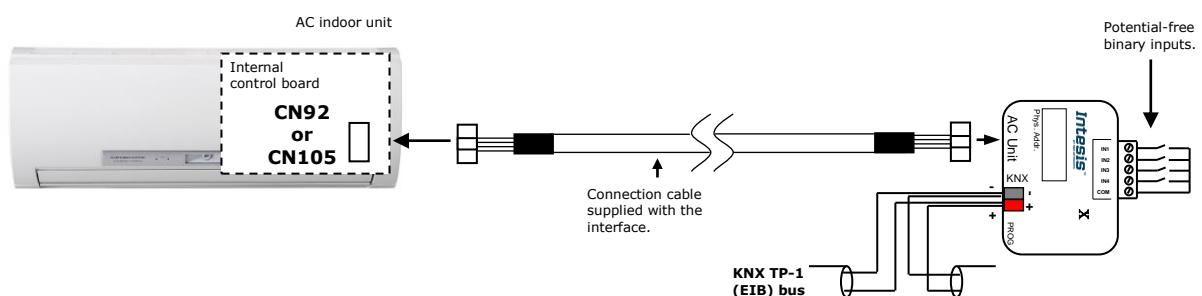 AC indoor unit
Internal
control board
CN92
or
CN105
Connection cable
supplied with the
interface.
Potential-free
binary inputs.
Intesis™
Phys. Addr.
AC Unit
IN1
IN2
IN3
IN4
COM
KNX
-
-
+
+
PROG
X
KNX TP-1
(EIB) bus